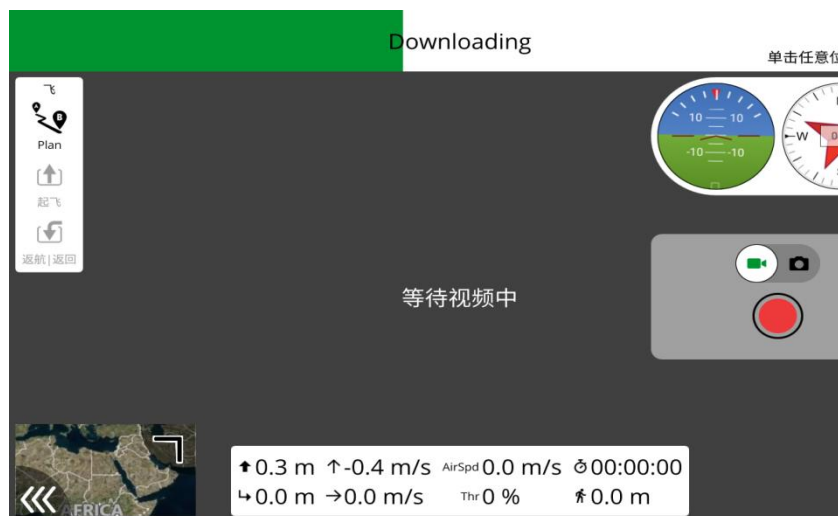 Downloading
单击任意位
飞
Plan
起飞
返航|返回
10 10
-10 -10
W
等待视频中
AFRICA
0.3 m -0.4 m/s AirSpd 0.0 m/s 00:00:00
0.0 m 0.0 m/s Thr 0 % 0.0 m